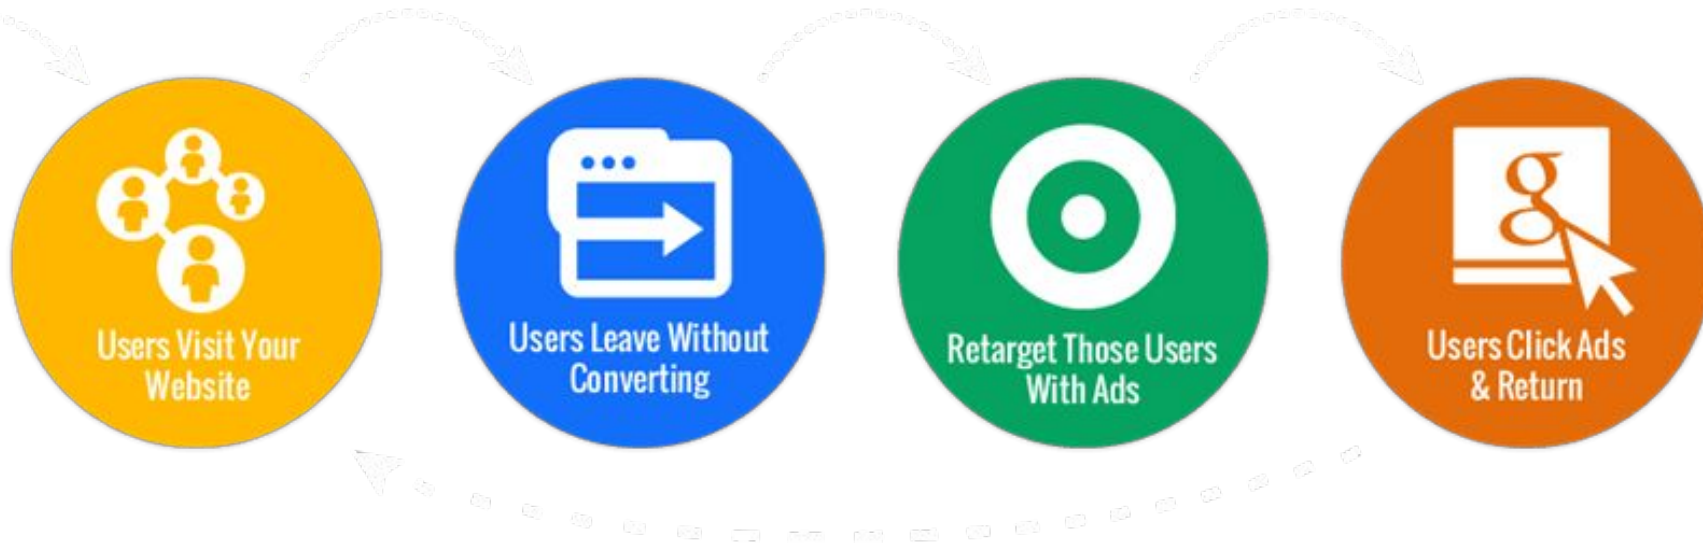 Users Visit Your
Website
Users Leave Without
Converting
Retarget Those Users
With Ads
g
Users Click Ads
& Return